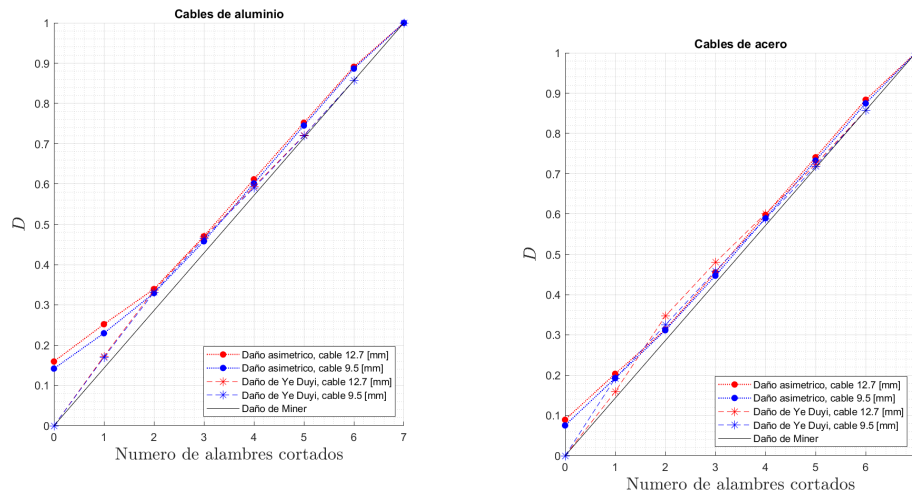 Cables de aluminio
1
0.9
0.8
0.7
0.6
0.5
0.4
0.3
0.2
0.1
0
D
0 1 2 3 4 5 6 7
Numero de alambres cortados
Daño asimetrico, cable 12.7 [mm]
Daño asimetrico, cable 9.5 [mm]
Daño de Ye Duyi, cable 12.7 [mm]
Daño de Ye Duyi, cable 9.5 [mm]
Daño de Miner
Cables de acero
1
0.9
0.8
0.7
0.6
0.5
0.4
0.3
0.2
0.1
0
D
0 1 2 3 4 5 6
Numero de alambres cortados
Daño asimetrico, cable 12.7 [mm]
Daño asimetrico, cable 9.5 [mm]
Daño de Ye Duyi, cable 12.7 [mm]
Daño de Ye Duyi, cable 9.5 [mm]
Daño de Miner